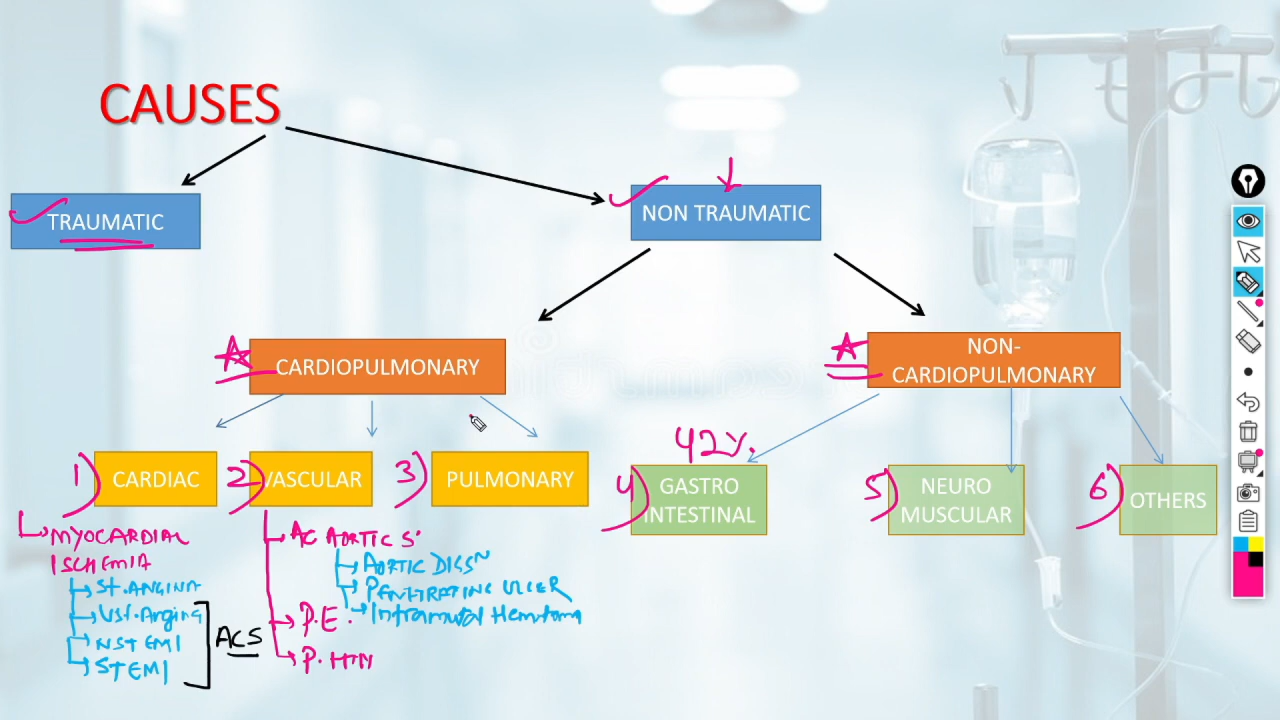 CAUSES
TRAUMATIC
NON TRAUMATIC
CARDIOPULMONARY
NON-
CARDIOPULMONARY
42%
1) CARDIAC
2) VASCULAR
3) PULMONARY
4) GASTRO
INTESTINAL
5) NEURO
MUSCULAR
6) OTHERS
MYOCARDIAL
ISCHEMIA
ST. ANGINA
Ust. Angina
NSTEMI
STEMI
ACS
AC AORTIC S'
AORTIC DISSN
PENETRATING ULCER
Intramural Hematoma
P.E.
P. HTN